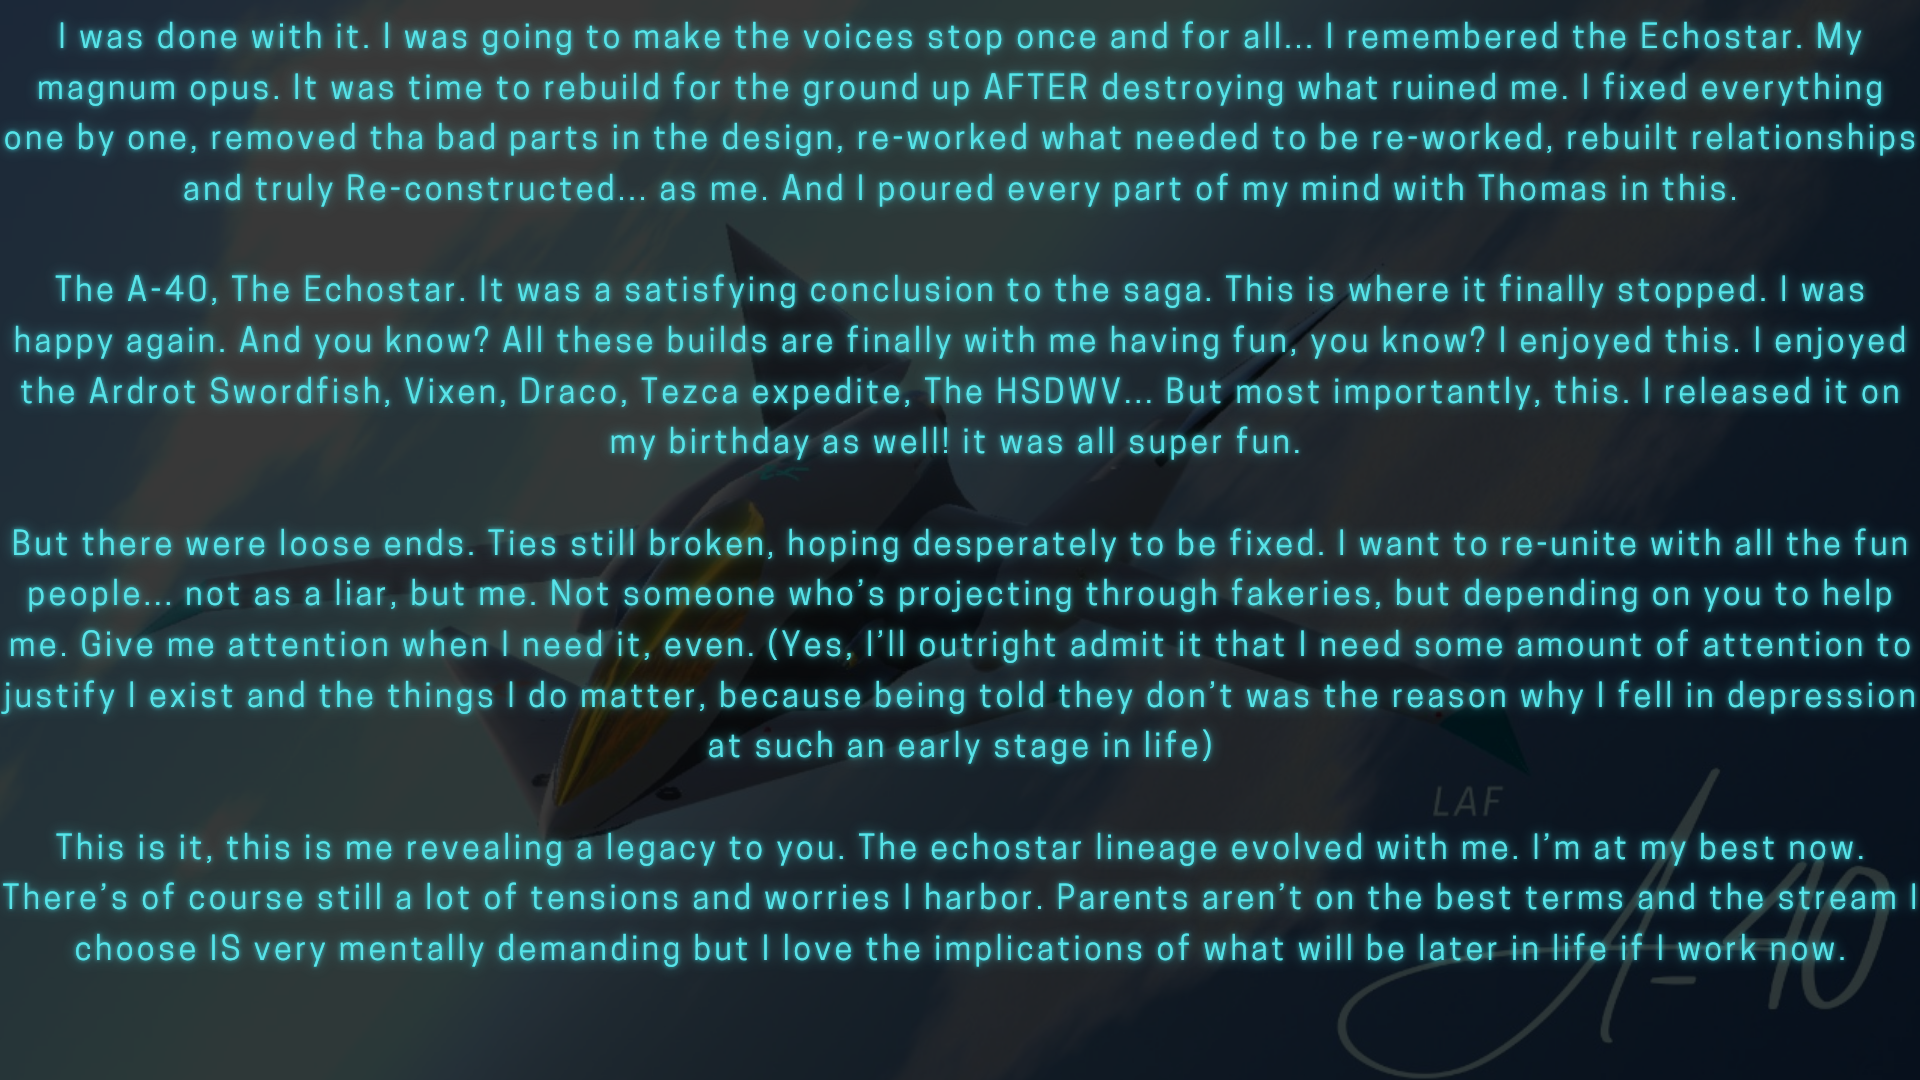 I was done with it. I was going to make the voices stop once and for all... I remembered the Echostar. My
magnum opus. It was time to rebuild for the ground up AFTER destroying what ruined me. I fixed everything
one by one, removed tha bad parts in the design, re-worked what needed to be re-worked, rebuilt relationships
and truly Re-constructed... as me. And I poured every part of my mind with Thomas in this.
The A-40, The Echostar. It was a satisfying conclusion to the saga. This is where it finally stopped. I was
happy again. And you know? All these builds are finally with me having fun, you know? I enjoyed this. I enjoyed
the Ardrot Swordfish, Vixen, Draco, Tezca expedite, The HSDWV... But most importantly, this. I released it on
my birthday as well! it was all super fun.
But there were loose ends. Ties still broken, hoping desperately to be fixed. I want to re-unite with all the fun
people... not as a liar, but me. Not someone who's projecting through fakeries, but depending on you to help
me. Give me attention when I need it, even. (Yes, I'll outright admit it that I need some amount of attention to
justify I exist and the things I do matter, because being told they don't was the reason why I fell in depression
at such an early stage in life)
This is it, this is me revealing a legacy to you. The echostar lineage evolved with me. I'm at my best now.
There's of course still a lot of tensions and worries I harbor. Parents aren't on the best terms and the stream I
choose IS very mentally demanding but I love the implications of what will be later in life if I work now.
LAF
A-40